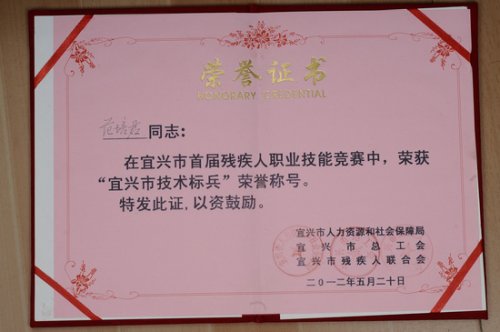 荣誉证书
HONORARY CREDENTIAL
同志:
在宜兴市首届残疾人职业技能竞赛中,荣获
“宜兴市技术标兵”荣誉称号。
特发此证,以资鼓励。
宜兴市人力资源和社会保障局
宜兴市总工会
宜兴市残疾人联合会
二〇一二年五月二十日